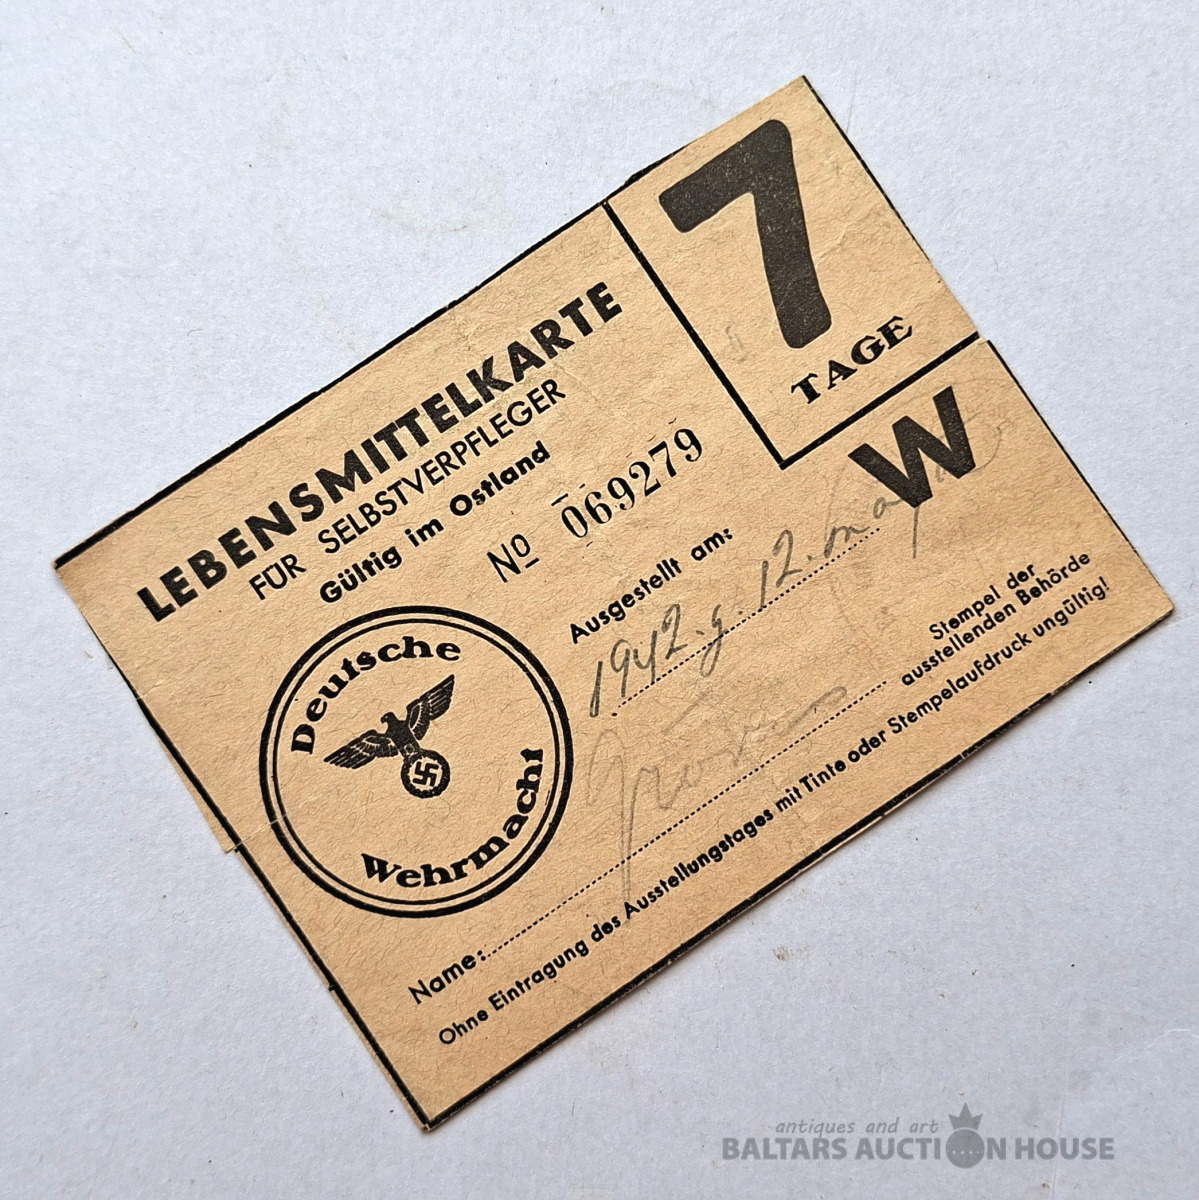 7
TAGE
LEBENSMITTELKARTE
FÜR SELBSTVERPFLEGER
Gültig im Ostland
W
No 069279
Ausgestellt am:
1942.g. 12. maijā
Deutsche
Wehrmacht
Stempel der
ausstellenden Behörde
Name:
Ohne Eintragung des Ausstellungstages mit Tinte oder Stempelaufdruck ungültig!
antiques and art
BALTARS AUCTION HOUSE